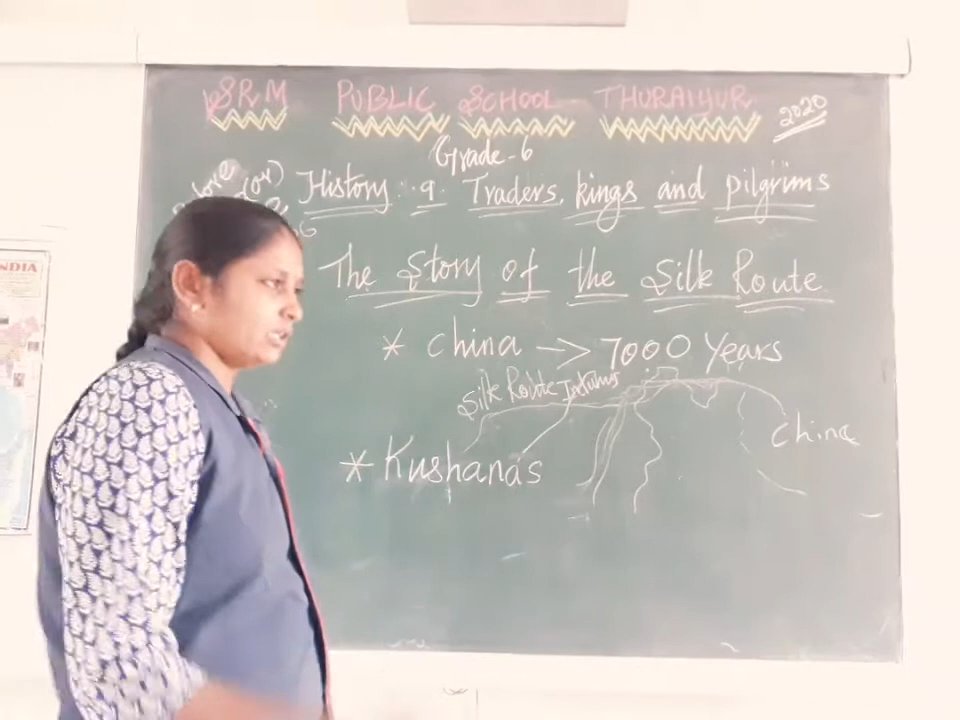 SRM PUBLIC SCHOOL THURAIYUR
2020
Grade-6
(or)
History : 9. Traders, kings and pilgrims
The Story of the Silk Route
* China → 7000 Years
Silk Route
China
* Kushanas
INDIA